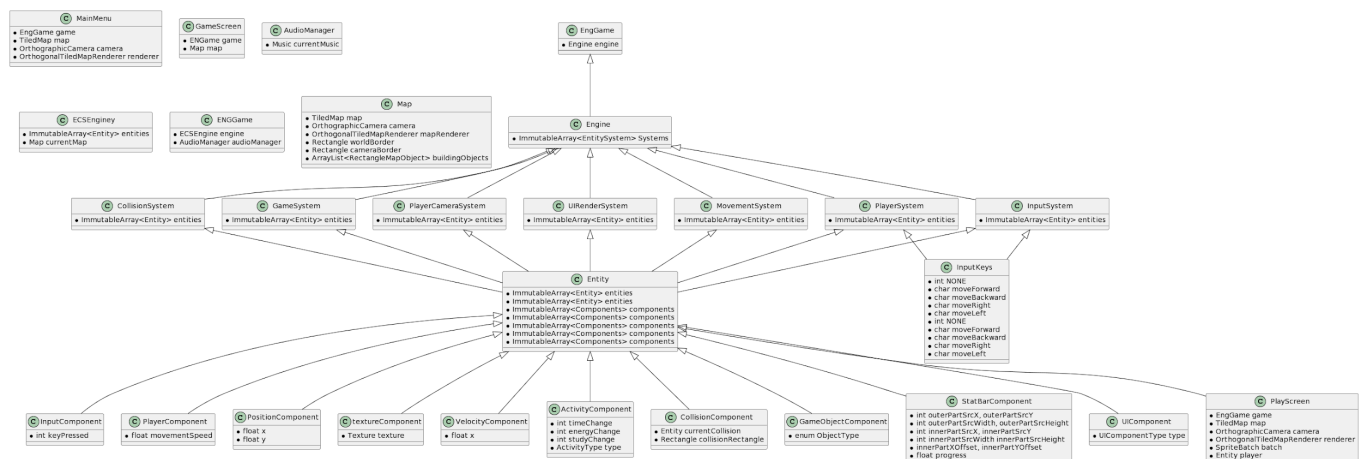 MainMenu
EngGame game
TiledMap map
OrthographicCamera camera
OrthogonalTiledMapRenderer renderer
GameScreen
ENGame game
Map map
AudioManager
Music currentMusic
EngGame
Engine engine
ECSEnginey
ImmutableArray<Entity> entities
Map currentMap
ENGGame
ECSEngine engine
AudioManager audioManager
Map
TiledMap map
OrthographicCamera camera
OrthogonalTiledMapRenderer mapRenderer
Rectangle worldBorder
Rectangle cameraBorder
ArrayList<RectangleMapObject> buildingObjects
Engine
ImmutableArray<EntitySystem> Systems
CollisionSystem
ImmutableArray<Entity> entities
GameSystem
ImmutableArray<Entity> entities
PlayerCameraSystem
ImmutableArray<Entity> entities
UIRenderSystem
ImmutableArray<Entity> entities
MovementSystem
ImmutableArray<Entity> entities
PlayerSystem
ImmutableArray<Entity> entities
InputSystem
ImmutableArray<Entity> entities
Entity
ImmutableArray<Entity> entities
ImmutableArray<Entity> entities
ImmutableArray<Components> components
ImmutableArray<Components> components
ImmutableArray<Components> components
ImmutableArray<Components> components
ImmutableArray<Components> components
InputKeys
int NONE
char moveForward
char moveBackward
char moveRight
char moveLeft
int NONE
char moveForward
char moveBackward
char moveRight
char moveLeft
InputComponent
int keyPressed
PlayerComponent
float movementSpeed
PositionComponent
float x
float y
textureComponent
Texture texture
VelocityComponent
float x
ActivityComponent
int timeChange
int energyChange
int studyChange
ActivityType type
CollisionComponent
Entity currentCollision
Rectangle collisionRectangle
GameObjectComponent
enum ObjectType
StatBarComponent
int outerPartSrcX, outerPartSrcY
int outerPartSrcWidth, outerPartSrcHeight
int innerPartSrcX, innerPartSrcY
int innerPartSrcWidth innerPartSrcHeight
innerPartXOffset, innerPartYOffset
float progress
UIComponent
UIComponentType type
PlayScreen
EngGame game
TiledMap map
OrthographicCamera camera
OrthogonalTiledMapRenderer renderer
SpriteBatch batch
Entity player